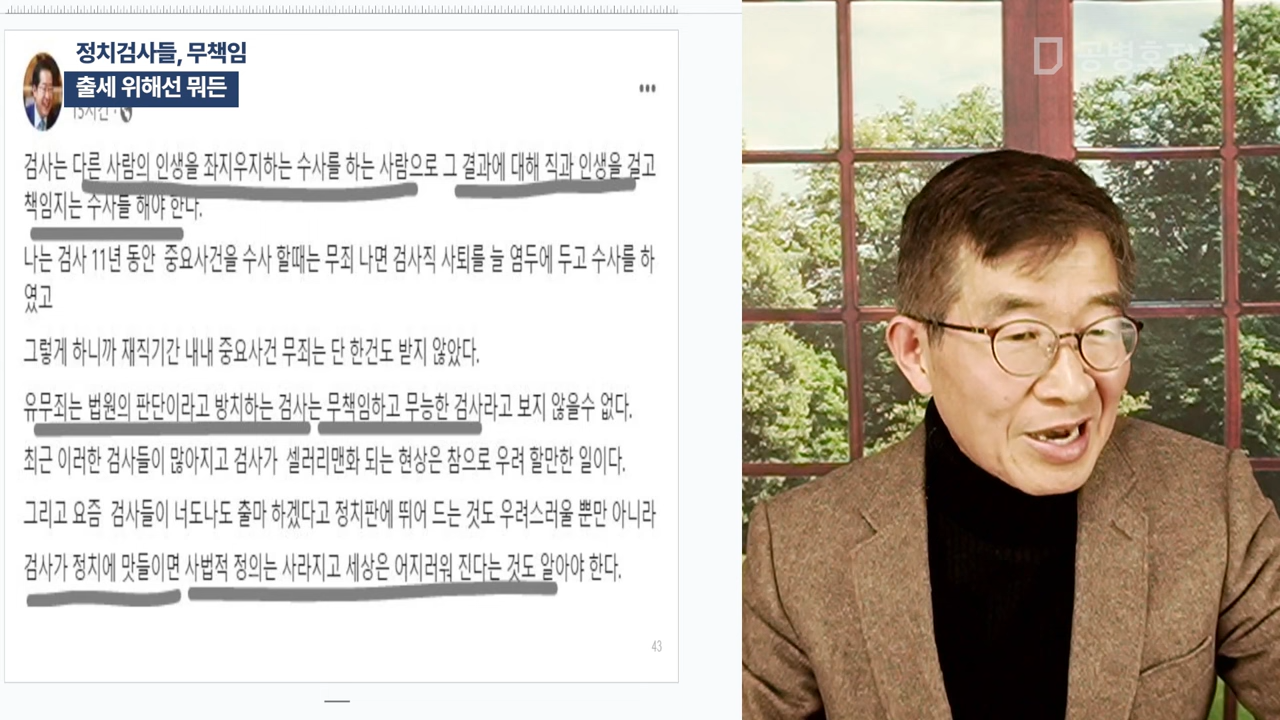 정치검사들, 무책임
출세 위해선 뭐든
15시간 ·
공병호
검사는 다른 사람의 인생을 좌지우지하는 수사를 하는 사람으로 그 결과에 대해 직과 인생을 걸고
책임지는 수사를 해야 한다.
나는 검사 11년 동안 중요사건을 수사 할때는 무죄 나면 검사직 사퇴를 늘 염두에 두고 수사를 하
였고
그렇게 하니까 재직기간 내내 중요사건 무죄는 단 한건도 받지 않았다.
유무죄는 법원의 판단이라고 방치하는 검사는 무책임하고 무능한 검사라고 보지 않을수 없다.
최근 이러한 검사들이 많아지고 검사가 셀러리맨화 되는 현상은 참으로 우려 할만한 일이다.
그리고 요즘 검사들이 너도나도 출마 하겠다고 정치판에 뛰어 드는 것도 우려스러울 뿐만 아니라
검사가 정치에 맛들이면 사법적 정의는 사라지고 세상은 어지러워 진다는 것도 알아야 한다.
43